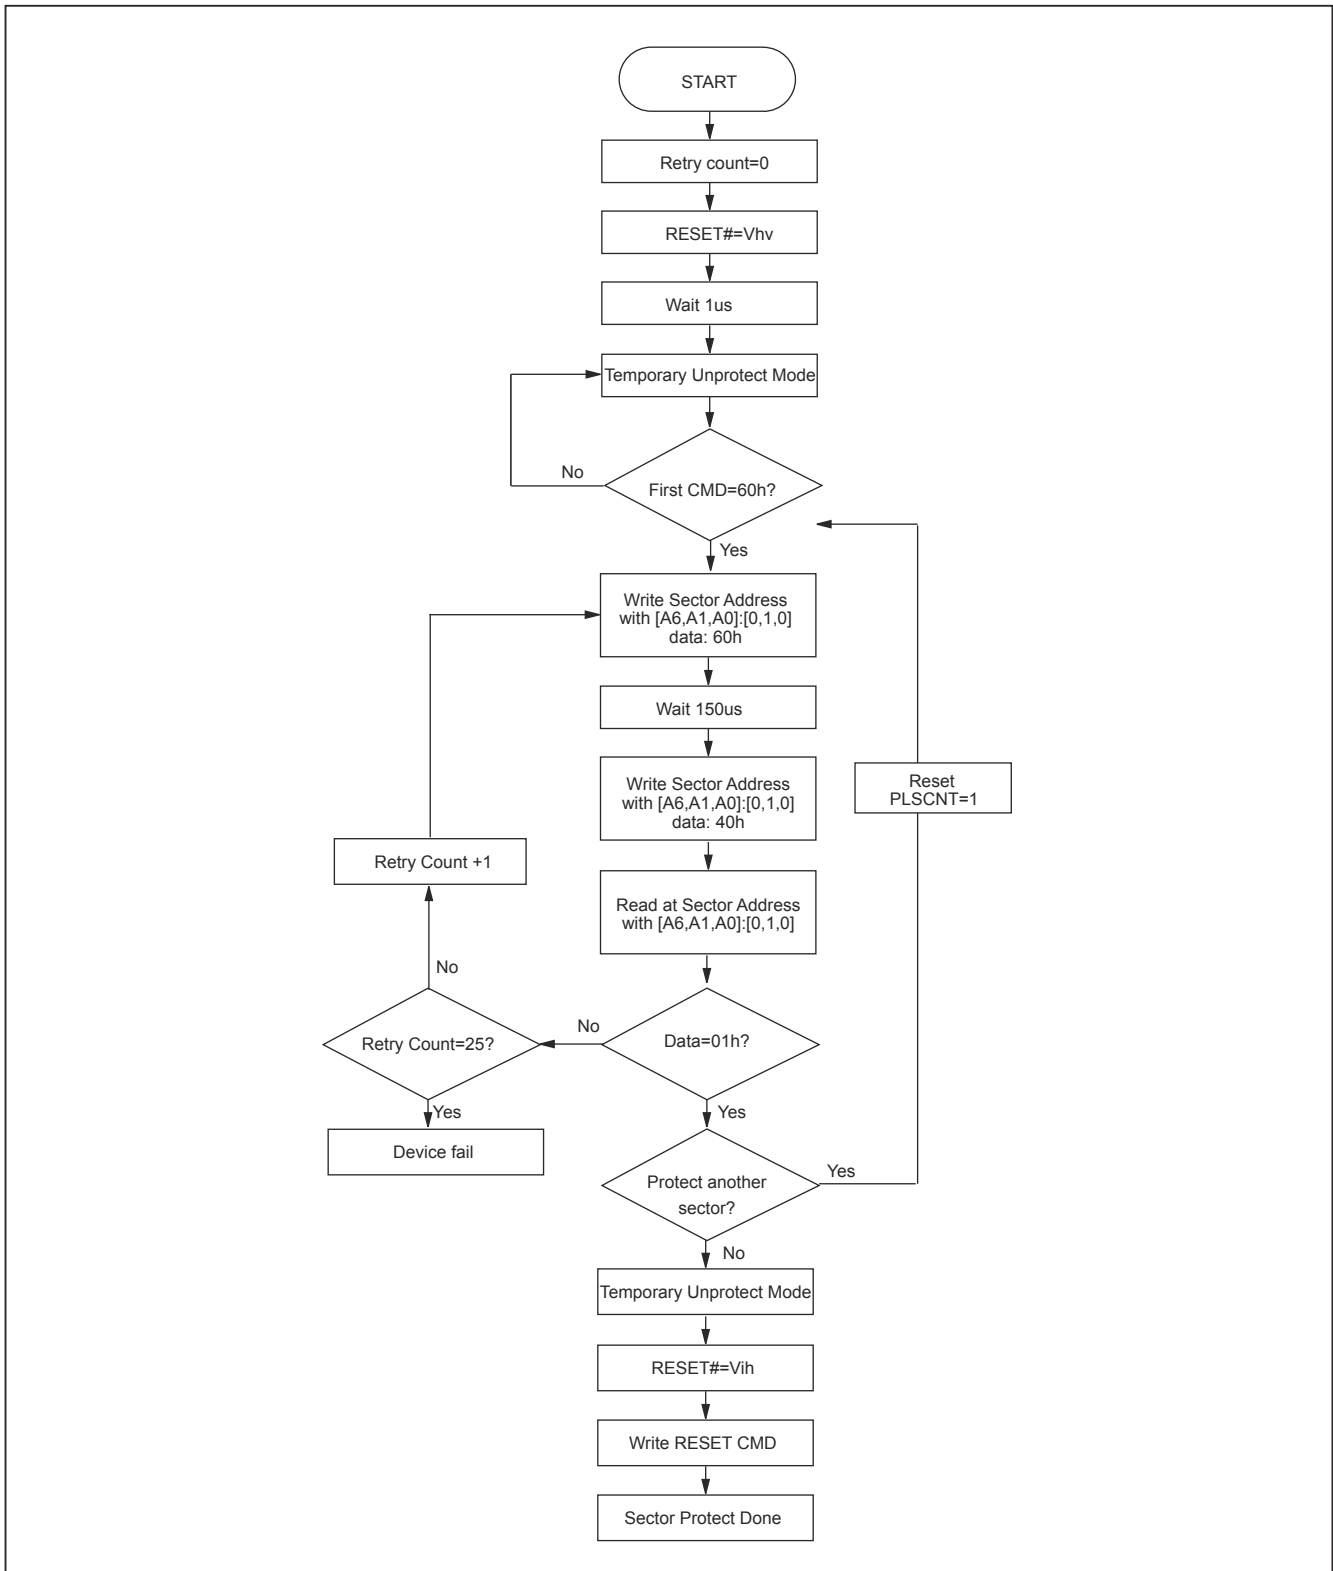 START
Retry count=0
RESET#=Vhv
Wait 1us
Temporary Unprotect Mode
No
First CMD=60h?
Yes
Write Sector Address
with [A6,A1,A0]:[0,1,0]
data: 60h
Wait 150us
Write Sector Address
with [A6,A1,A0]:[0,1,0]
data: 40h
Reset
PLSCNT=1
Retry Count +1
Read at Sector Address
with [A6,A1,A0]:[0,1,0]
No
Retry Count=25?
No
Data=01h?
Yes
Device fail
Yes
Protect another
sector?
Yes
No
Temporary Unprotect Mode
RESET#=Vih
Write RESET CMD
Sector Protect Done